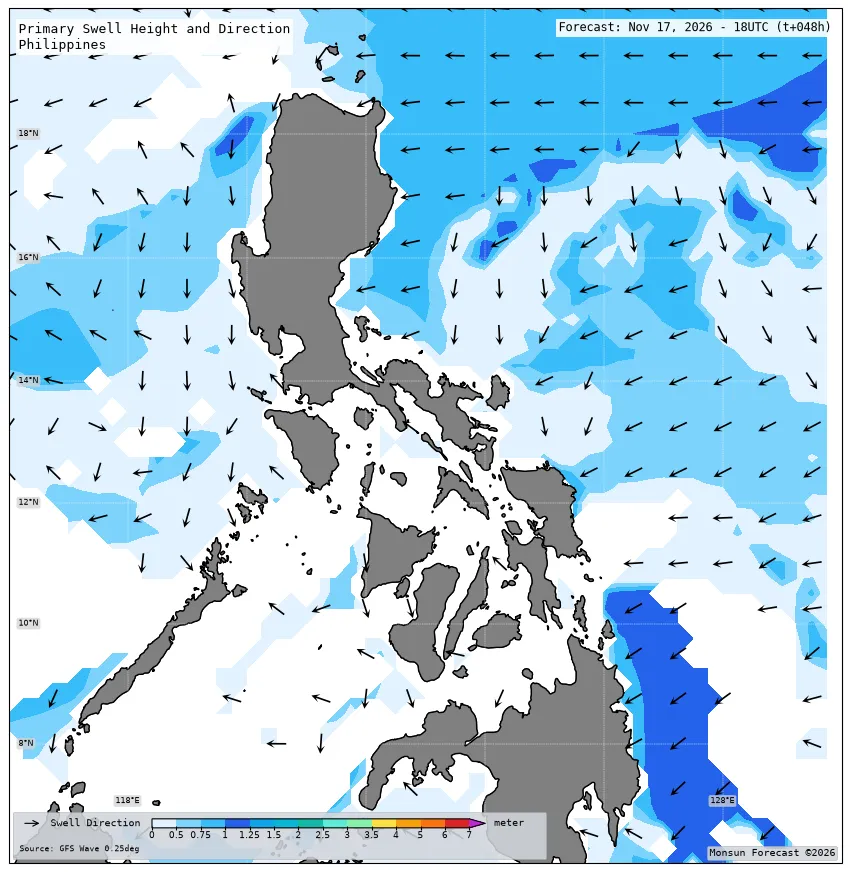 Primary Swell Height and Direction
Philippines
Forecast: Nov 17, 2026 - 18UTC (t+048h)
18°N
16°N
14°N
12°N
10°N
8°N
118°E
128°E
Swell Direction
0 0.5 0.75 1 1.25 1.5 2 2.5 3 3.5 4 5 6 7
meter
Source: GFS Wave 0.25deg
Monsun Forecast ©2026